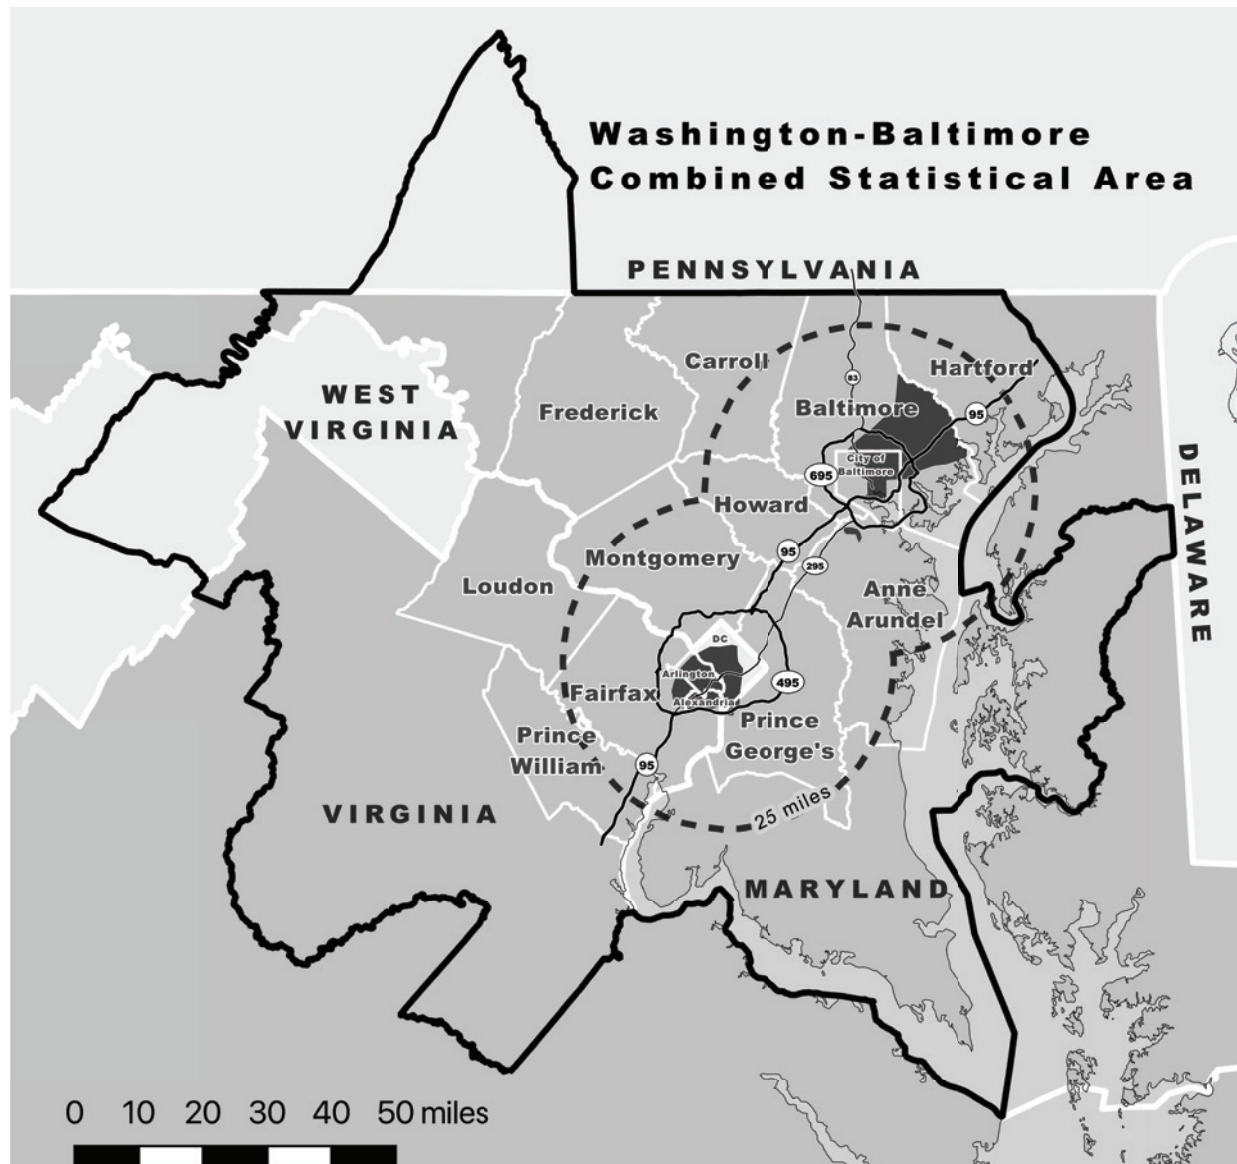 Washington-Baltimore
Combined Statistical Area
PENNSYLVANIA
Carroll
Hartford
83
WEST
VIRGINIA
Frederick
Baltimore
95
City of
Baltimore
695
DELAWARE
Howard
95
Montgomery
295
Loudon
Anne
Arundel
DC
Arlington
495
Fairfax
Alexandria
Prince
George's
Prince
William
95
25 miles
VIRGINIA
MARYLAND
0 10 20 30 40 50 miles